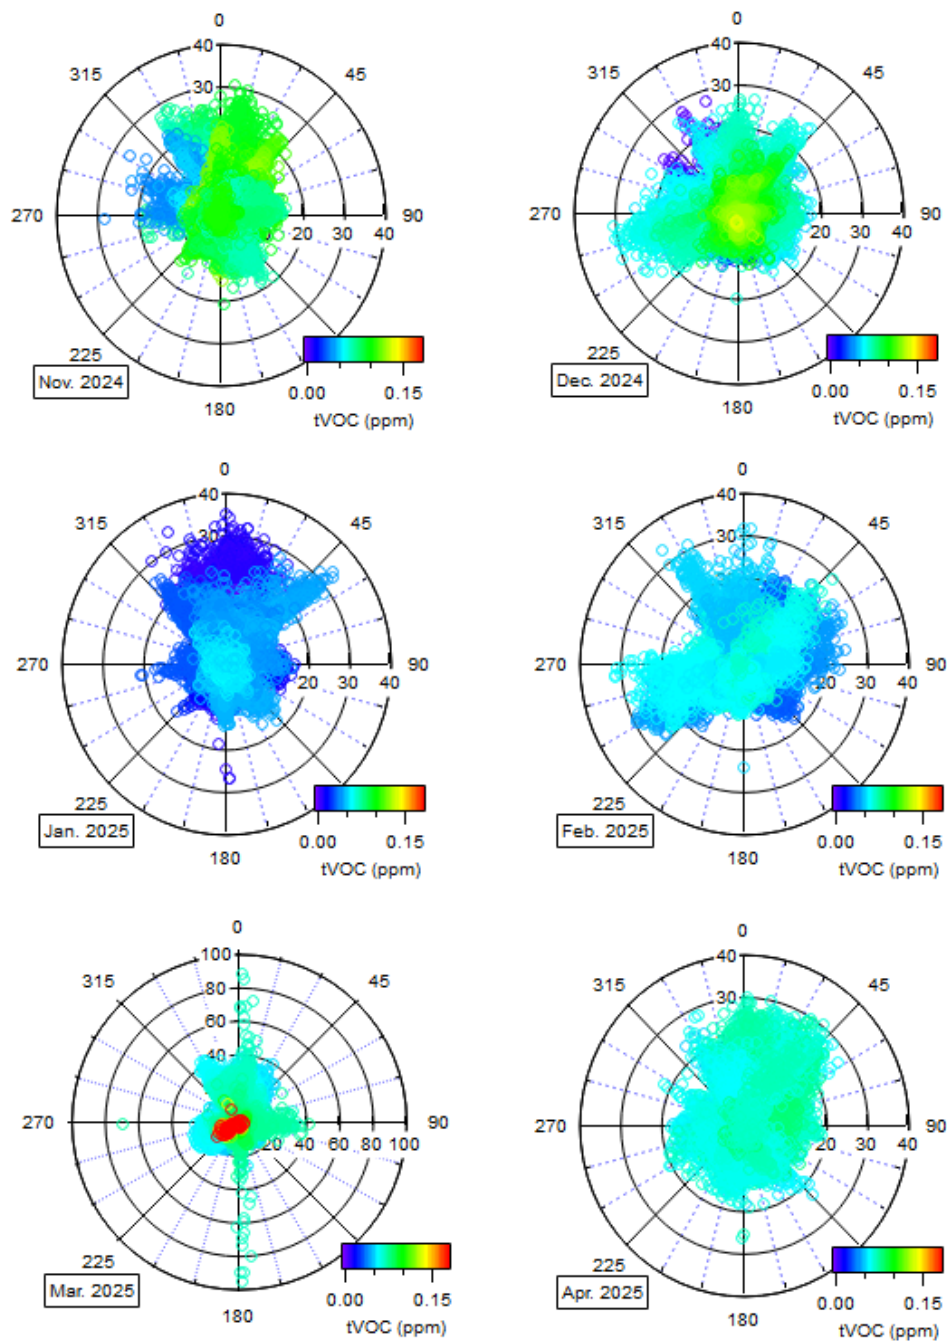 0 0
40 40
315 30 45 315 30 45
270 20 30 40 90 270 20 30 40 90
225 225
Nov. 2024 0.00 0.15 Dec. 2024 0.00 0.15
180 tVOC (ppm) 180 tVOC (ppm)
0 0
40 40
315 30 45 315 30 45
270 20 30 40 90 270 20 30 40 90
225 225
Jan. 2025 0.00 0.15 Feb. 2025 0.00 0.15
180 tVOC (ppm) 180 tVOC (ppm)
0 0
100 40
315 80 45 315 30 45
60
40
270 20 40 60 80 100 90 270 20 30 40 90
225 225
Mar. 2025 0.00 0.15 Apr. 2025 0.00 0.15
180 tVOC (ppm) 180 tVOC (ppm)